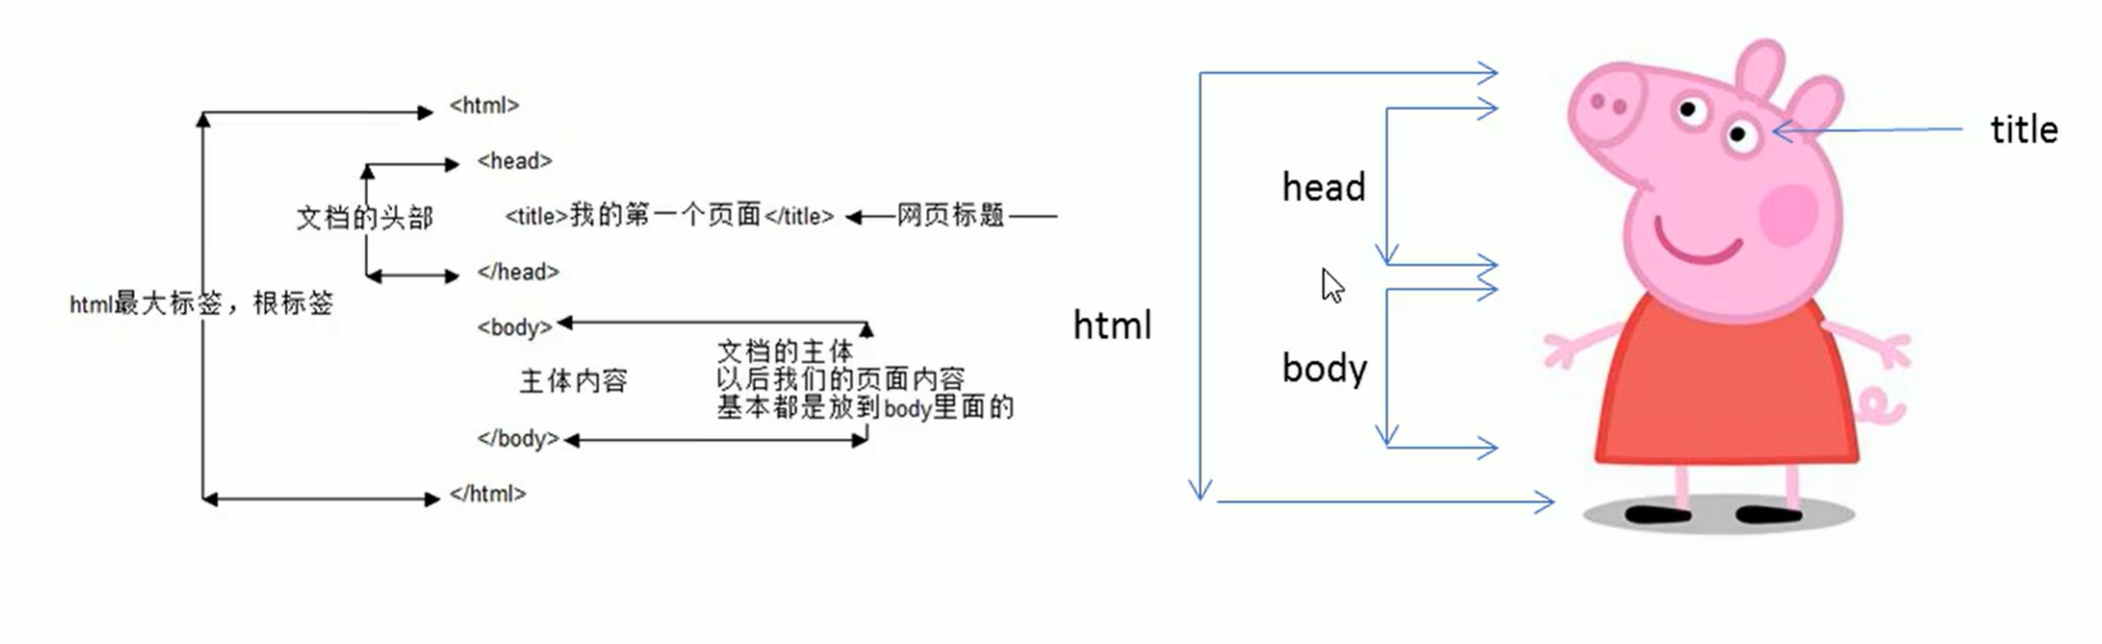 <html>
<head>
文档的头部
<title>我的第一个页面</title>
网页标题
</head>
html最大标签，根标签
<body>
文档的主体
以后我们的页面内容
基本都是放到body里面的
主体内容
</body>
</html>
html
head
body
title